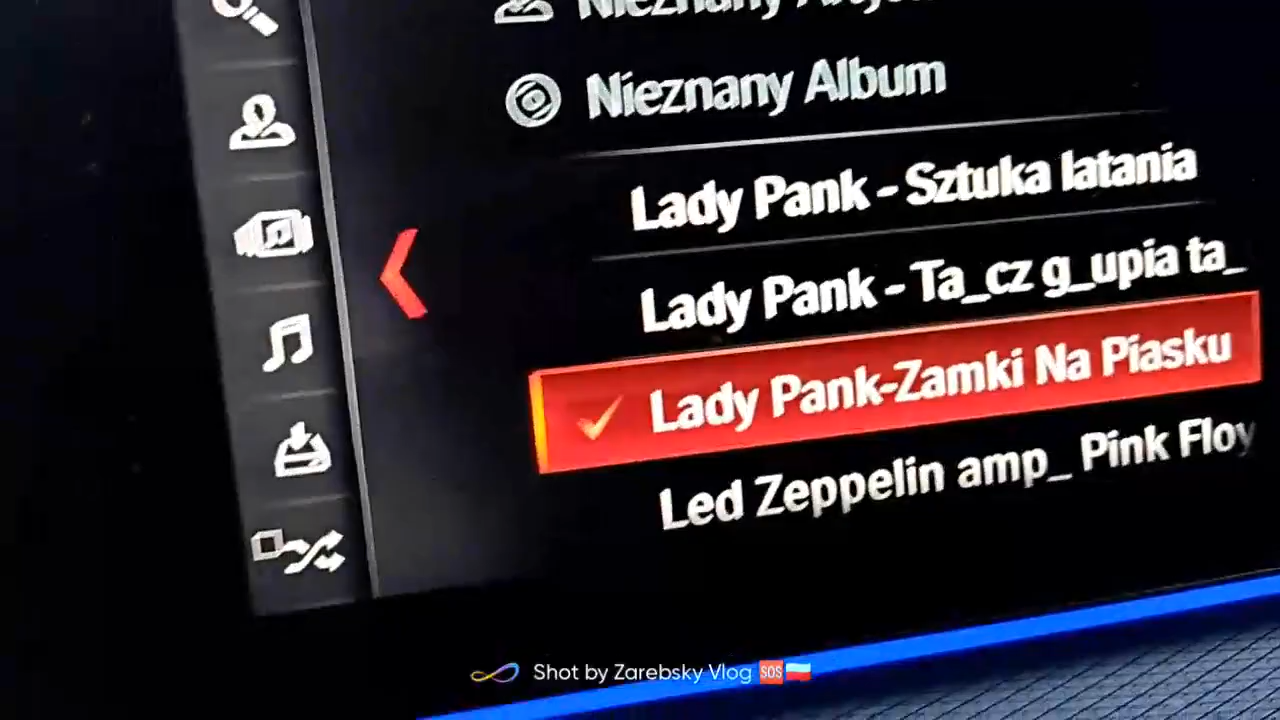 Nieznany
Nieznany Album
Lady Pank - Sztuka latania
Lady Pank - Ta_cz g_upia ta_
Lady Pank-Zamki Na Piasku
Led Zeppelin amp_ Pink Floy
Shot by Zarebsky Vlog 🆘🇵🇱